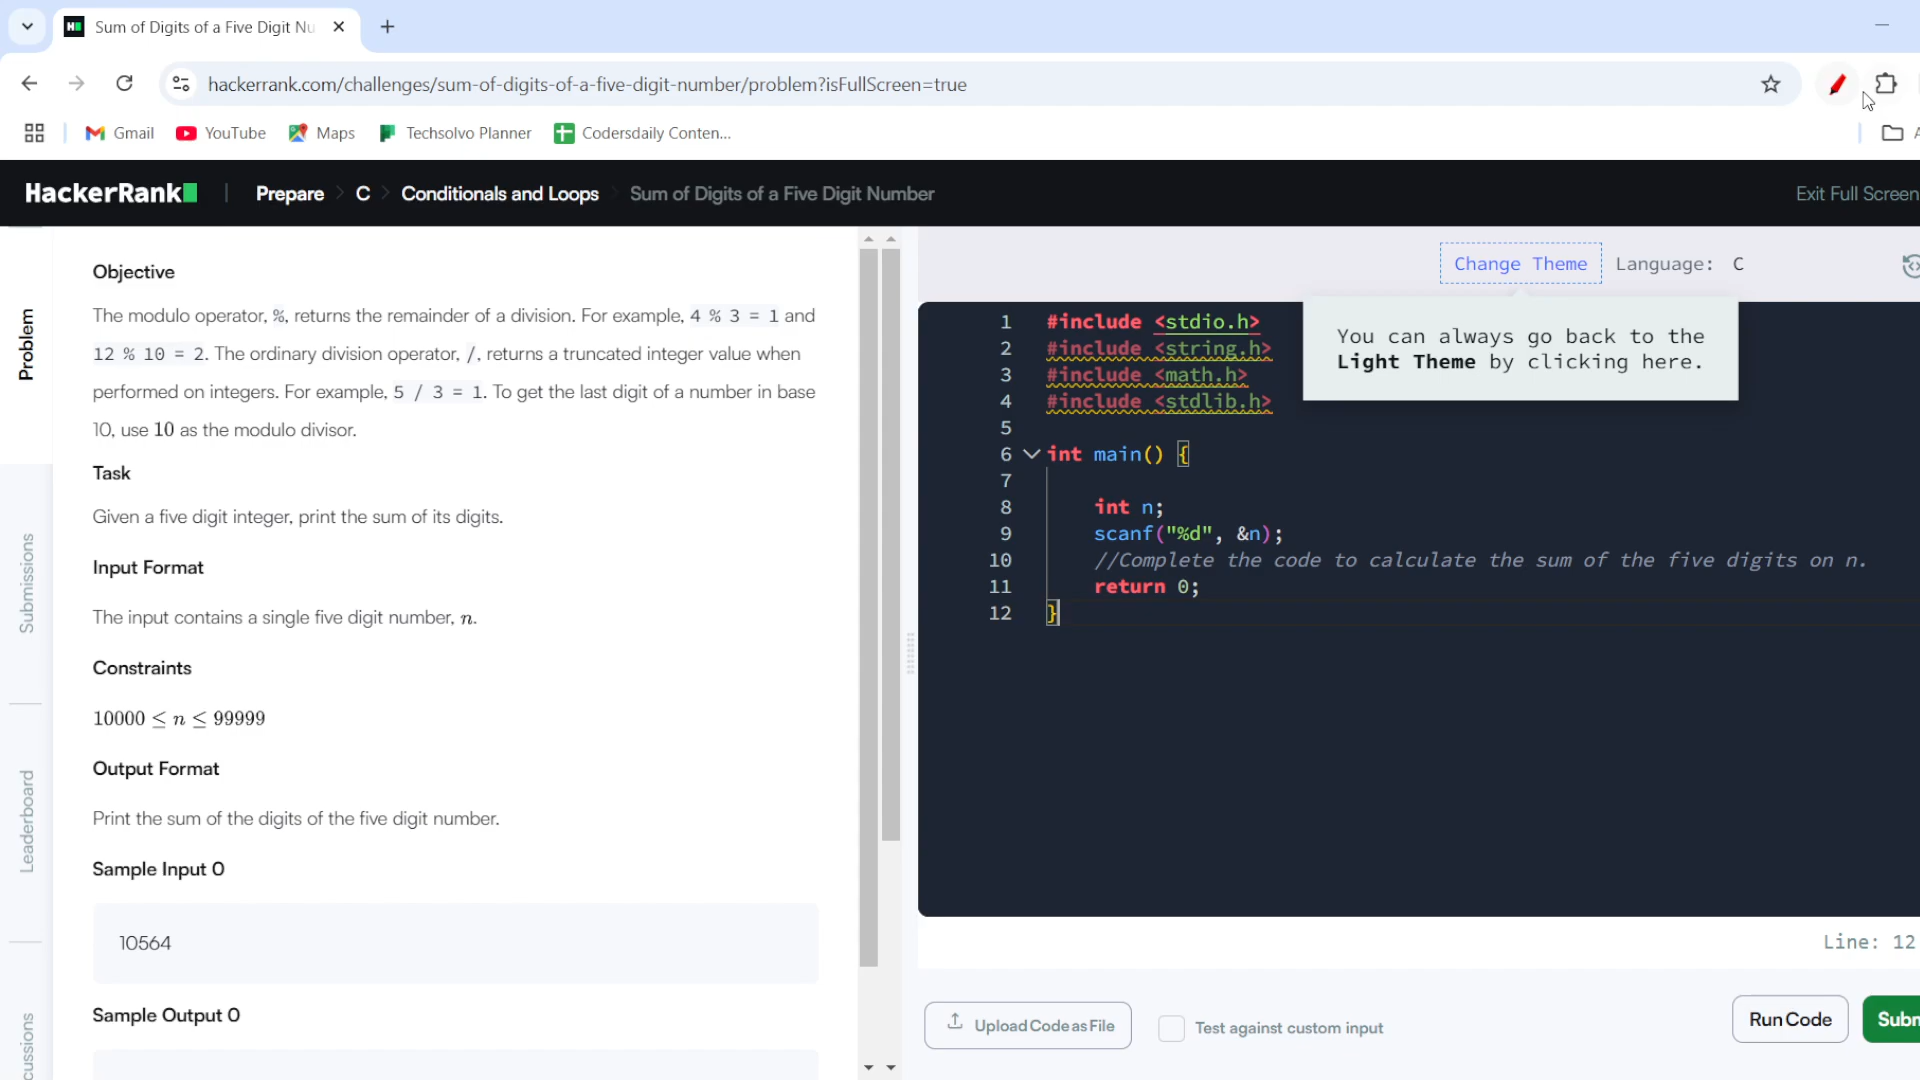 Sum of Digits of a Five Digit Nu
hackerrank.com/challenges/sum-of-digits-of-a-five-digit-number/problem?isFullScreen=true
Gmail YouTube Maps Techsolvo Planner Codersdaily Conten...
HackerRank | Prepare > C > Conditionals and Loops > Sum of Digits of a Five Digit Number Exit Full Screen
Problem
Submissions
Leaderboard
cussions
Objective
The modulo operator, %, returns the remainder of a division. For example, 4 % 3 = 1 and
12 % 10 = 2. The ordinary division operator, /, returns a truncated integer value when
performed on integers. For example, 5 / 3 = 1. To get the last digit of a number in base
10, use 10 as the modulo divisor.
Task
Given a five digit integer, print the sum of its digits.
Input Format
The input contains a single five digit number, n.
Constraints
10000 ≤ n ≤ 99999
Output Format
Print the sum of the digits of the five digit number.
Sample Input 0
10564
Sample Output 0
Change Theme Language: C
You can always go back to the
Light Theme by clicking here.
1 #include <stdio.h>
2 #include <string.h>
3 #include <math.h>
4 #include <stdlib.h>
5
6 int main() {
7
8 int n;
9 scanf("%d", &n);
10 //Complete the code to calculate the sum of the five digits on n.
11 return 0;
12 }
Line: 12
Upload Code as File Test against custom input Run Code Subm